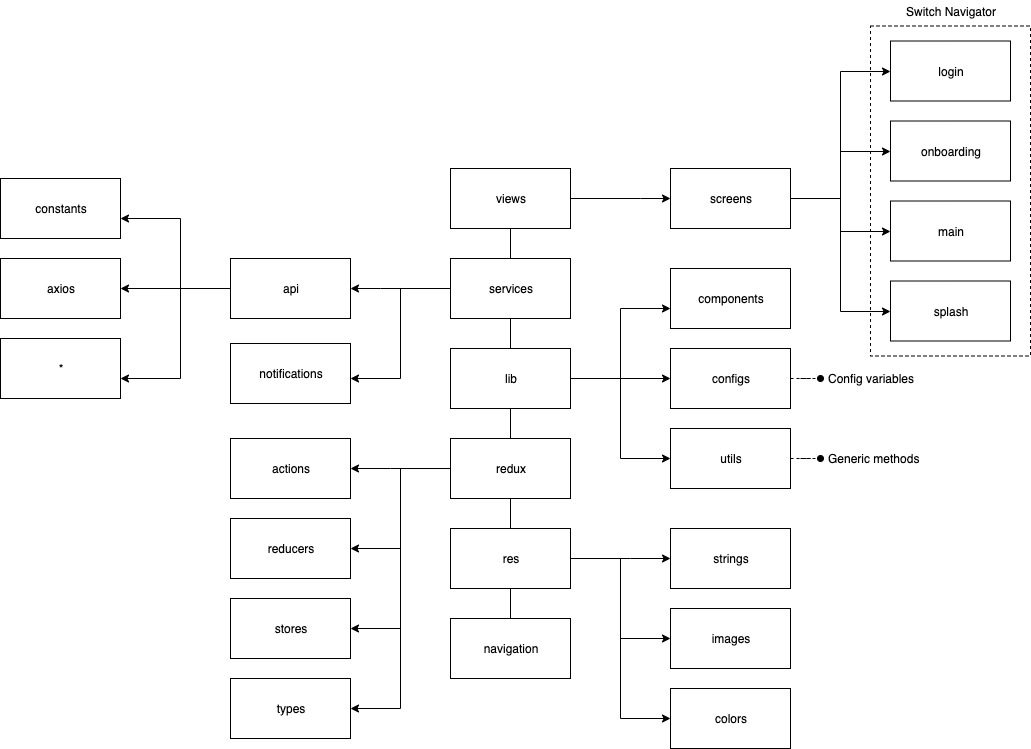 Switch Navigator
login
onboarding
main
splash
views
screens
constants
axios
*
api
notifications
services
lib
components
configs
Config variables
utils
Generic methods
redux
actions
reducers
stores
types
res
strings
images
colors
navigation